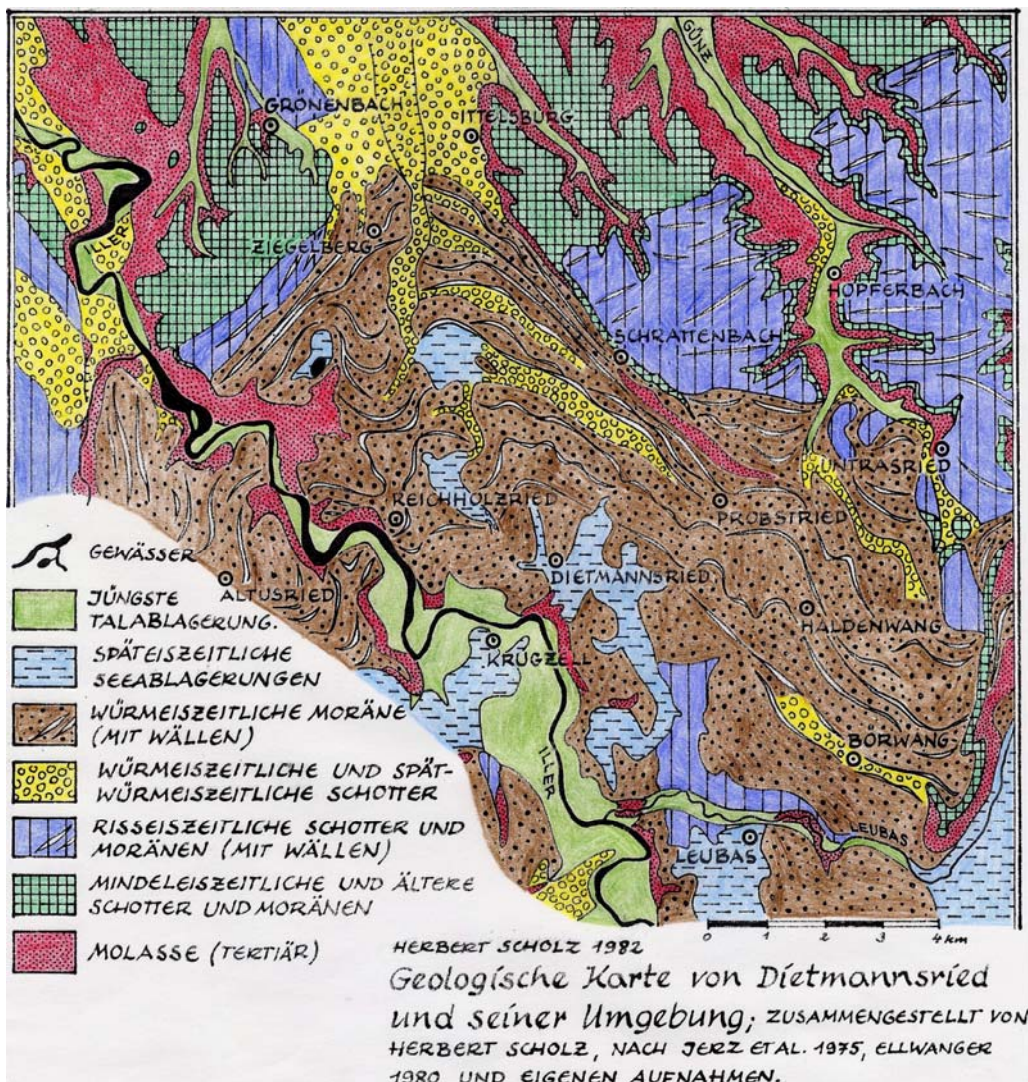 GÜNZ
GRÖNENBACH
ITTELSBURG
ILLER
ZIEGELBERG
HOPFERBACH
SCHRATTENBACH
UNTRASRIED
REICHHOLZRIED
PROBSTRIED
DIETMANNSRIED
ALTUSRIED
HALDENWANG
KRUGZELL
BÖRWANG
ILLER
LEUBAS
LEUBAS
GEWÄSSER
JÜNGSTE
TALABLAGERUNG.
SPÄTEISZEITLICHE
SEEABLAGERUNGEN
WÜRMEISZEITLICHE MORÄNE
(MIT WÄLLEN)
WÜRMEISZEITLICHE UND SPÄT-
WÜRMEISZEITLICHE SCHOTTER
RISSEISZEITLICHE SCHOTTER UND
MORÄNEN (MIT WÄLLEN)
MINDELEISZEITLICHE UND ÄLTERE
SCHOTTER UND MORÄNEN
MOLASSE (TERTIÄR)
0 1 2 3 4 km
HERBERT SCHOLZ 1982
Geologische Karte von Dietmannsried
und seiner Umgebung; ZUSAMMENGESTELLT VON
HERBERT SCHOLZ, NACH JERZ ET AL. 1975, ELLWANGER
1980 UND EIGENEN AUFNAHMEN.